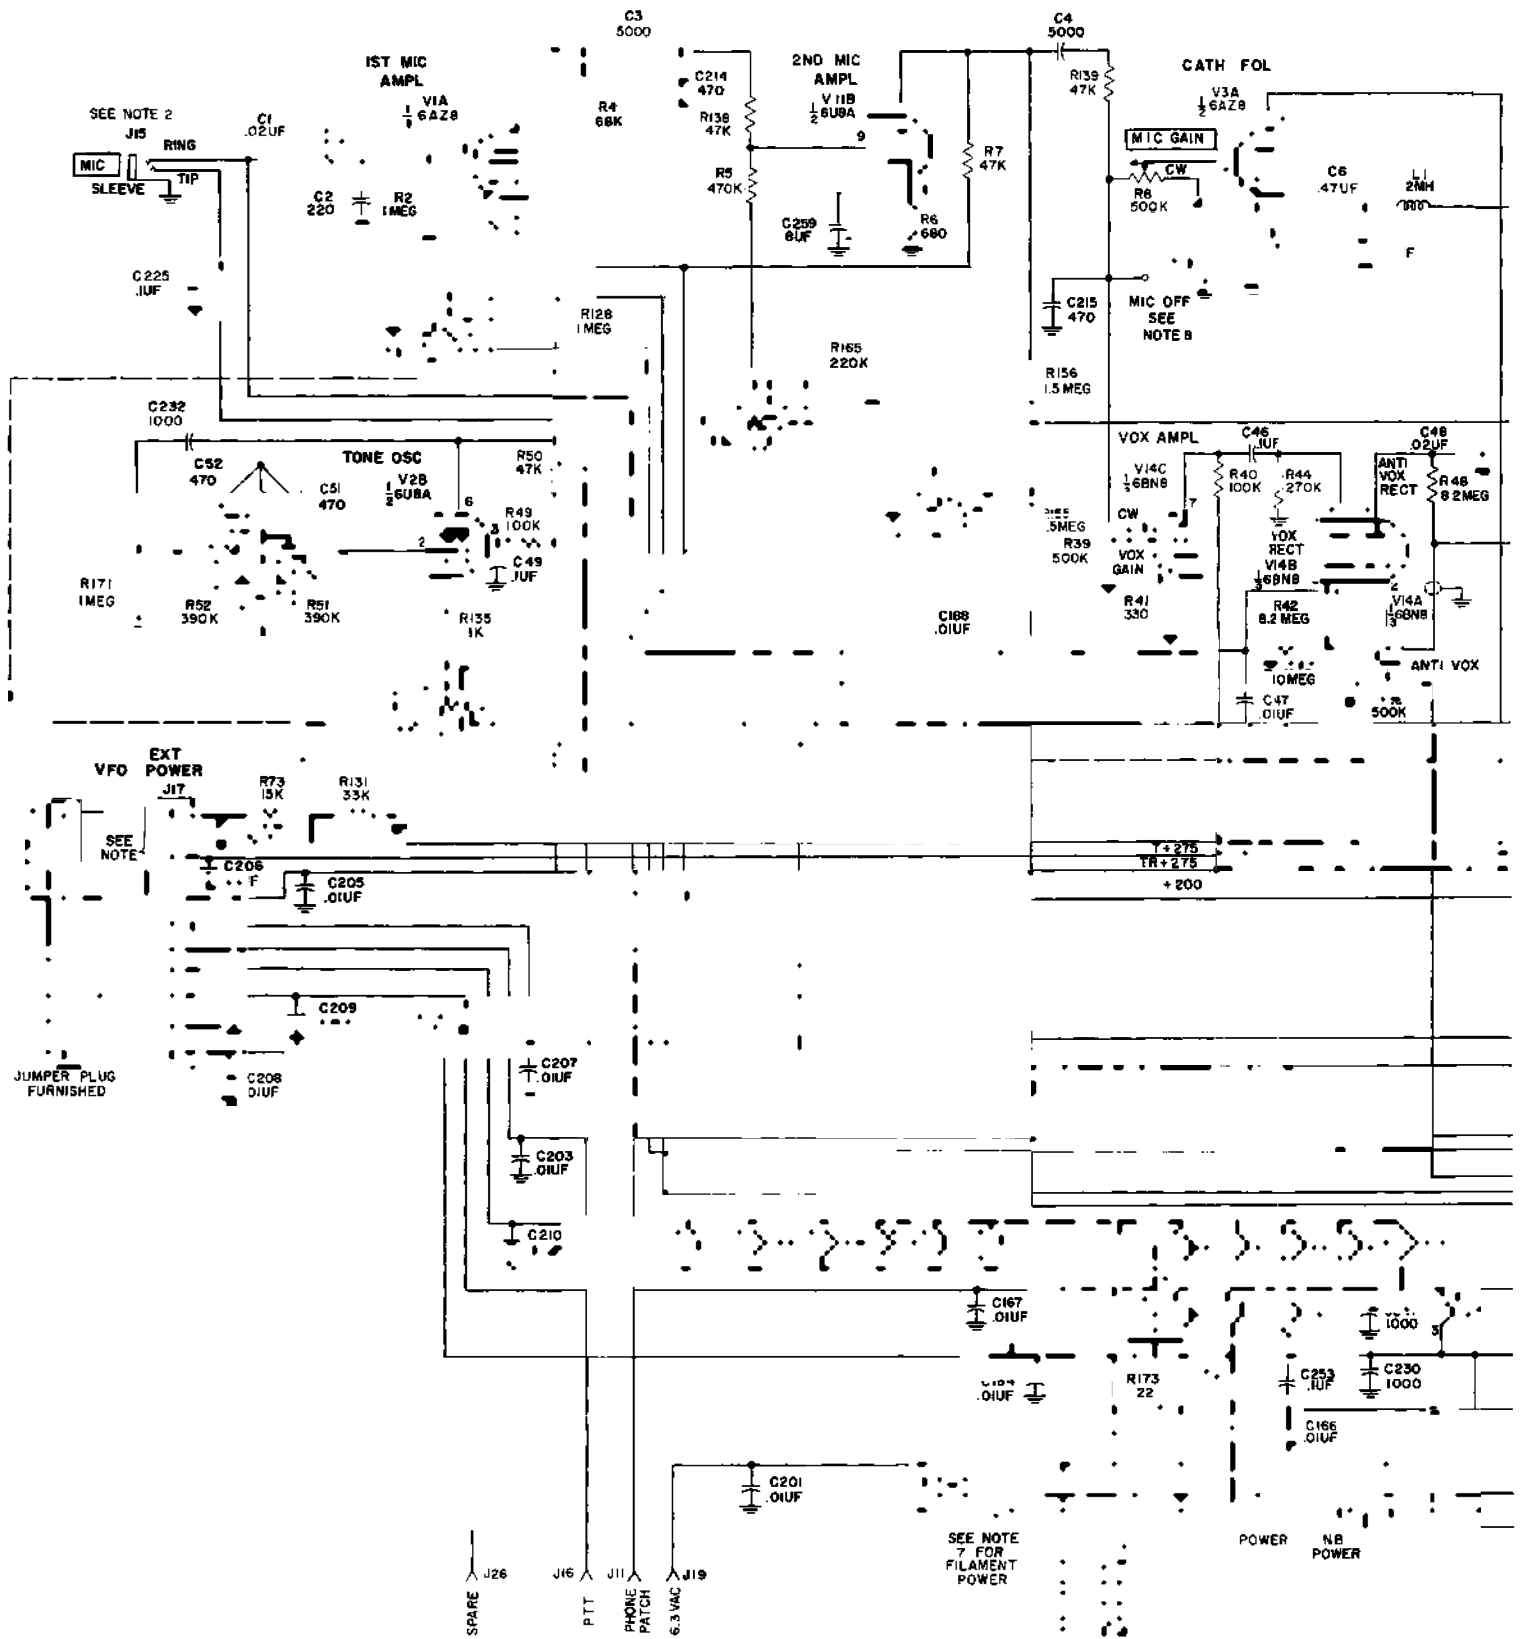 C3
5000
C4
5000
1ST MIC
AMPL
V1A
1/2 6AZ8
R4
68K
C214
470
R138
47K
2ND MIC
AMPL
V11B
1/2 6U8A
9
R139
47K
CATH FOL
V3A
1/2 6AZ8
SEE NOTE 2
J15
C1
.02UF
RING
MIC
TIP
SLEEVE
MIC GAIN
CW
R7
47K
R5
470K
R8
500K
C6
.47UF
L1
2MH
C2
220
R2
1MEG
C259
8UF
R6
680
F
C225
.1UF
R128
1MEG
C215
470
MIC OFF
SEE
NOTE 8
R165
220K
R156
1.5 MEG
C232
1000
C52
470
TONE OSC
V2B
1/2 6U8A
C51
470
R50
47K
6
R49
100K
3
2
C49
.1UF
VOX AMPL
V14C
1/3 6BN8
C46
.1UF
C48
.02UF
R40
100K
R44
270K
ANTI
VOX
RECT
R48
8.2MEG
7
CW
R39
500K
VOX
GAIN
VOX
RECT
V14B
1/3 6BN8
2
V14A
1/3 6BN8
R171
1MEG
R52
390K
R51
390K
R135
1K
C188
.01UF
R41
330
R42
8.2 MEG
10MEG
ANTI VOX
C47
.01UF
500K
EXT
VFO POWER
J17
R73
15K
R131
33K
SEE
NOTE
C206
F
C205
.01UF
T+275
TR+275
+200
C209
JUMPER PLUG
FURNISHED
C208
.01UF
C207
.01UF
C203
.01UF
C210
C167
.01UF
1000
3
.01UF
R173
22
C253
.1UF
C230
1000
2
C166
.01UF
C201
.01UF
SEE NOTE
7 FOR
FILAMENT
POWER
POWER
NB
POWER
J26
J16
J11
J19
SPARE
PTT
PHONE
PATCH
6.3 VAC